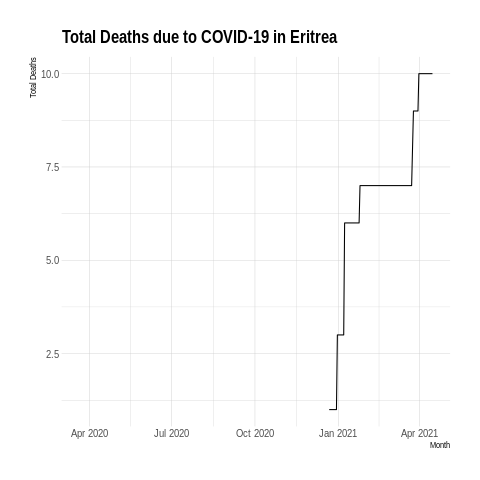 Total Deaths due to COVID-19 in Eritrea
Total Deaths
10.0
7.5
5.0
2.5
Apr 2020 Jul 2020 Oct 2020 Jan 2021 Apr 2021
Month